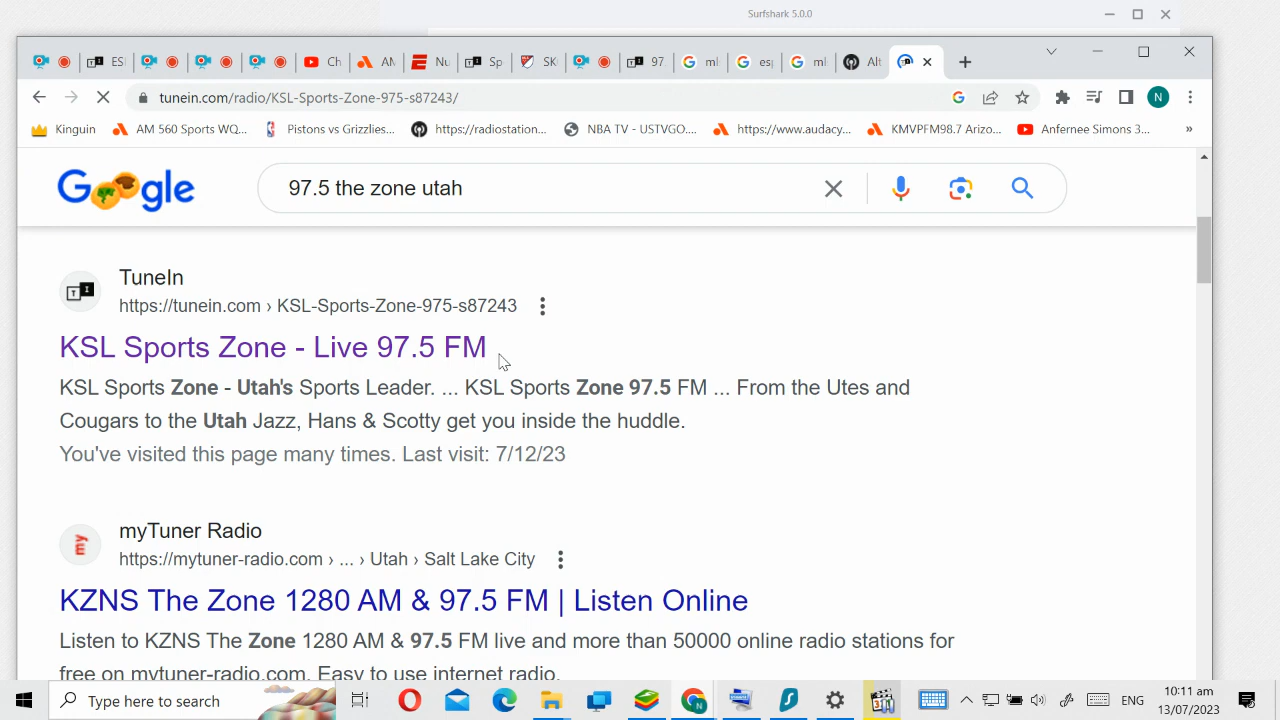 Surfshark 5.0.0
ES
Ch
AM
Nu
Sp
SK
97
ml
esp
ml
Alt
tunein.com/radio/KSL-Sports-Zone-975-s87243/
N
Kinguin
AM 560 Sports WQ...
Pistons vs Grizzlies...
https://radiostation...
NBA TV - USTVGO....
https://www.audacy...
KMVPFM98.7 Arizo...
Anfernee Simons 3...
»
Google
97.5 the zone utah
T I
TuneIn
https://tunein.com › KSL-Sports-Zone-975-s87243
KSL Sports Zone - Live 97.5 FM
KSL Sports Zone - Utah's Sports Leader. ... KSL Sports Zone 97.5 FM ... From the Utes and
Cougars to the Utah Jazz, Hans & Scotty get you inside the huddle.
You've visited this page many times. Last visit: 7/12/23
my
myTuner Radio
https://mytuner-radio.com › ... › Utah › Salt Lake City
KZNS The Zone 1280 AM & 97.5 FM | Listen Online
Listen to KZNS The Zone 1280 AM & 97.5 FM live and more than 50000 online radio stations for
free on mytuner-radio.com. Easy to use internet radio.
Type here to search
ENG
10:11 am
13/07/2023